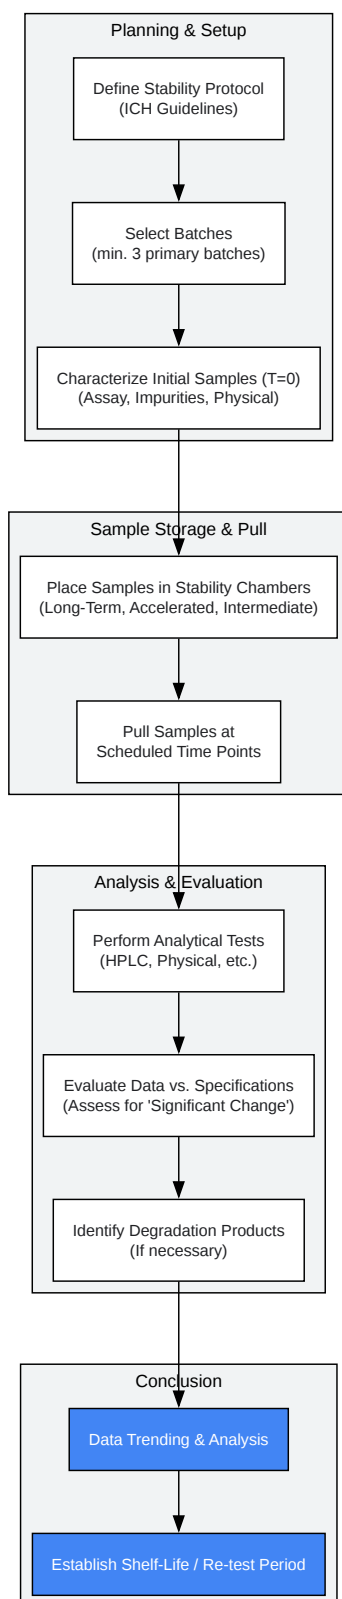 Planning & Setup
Define Stability Protocol
(ICH Guidelines)
Select Batches
(min. 3 primary batches)
Characterize Initial Samples (T=0)
(Assay, Impurities, Physical)
Sample Storage & Pull
Place Samples in Stability Chambers
(Long-Term, Accelerated, Intermediate)
Pull Samples at
Scheduled Time Points
Analysis & Evaluation
Perform Analytical Tests
(HPLC, Physical, etc.)
Evaluate Data vs. Specifications
(Assess for 'Significant Change')
Identify Degradation Products
(If necessary)
Conclusion
Data Trending & Analysis
Establish Shelf-Life / Re-test Period